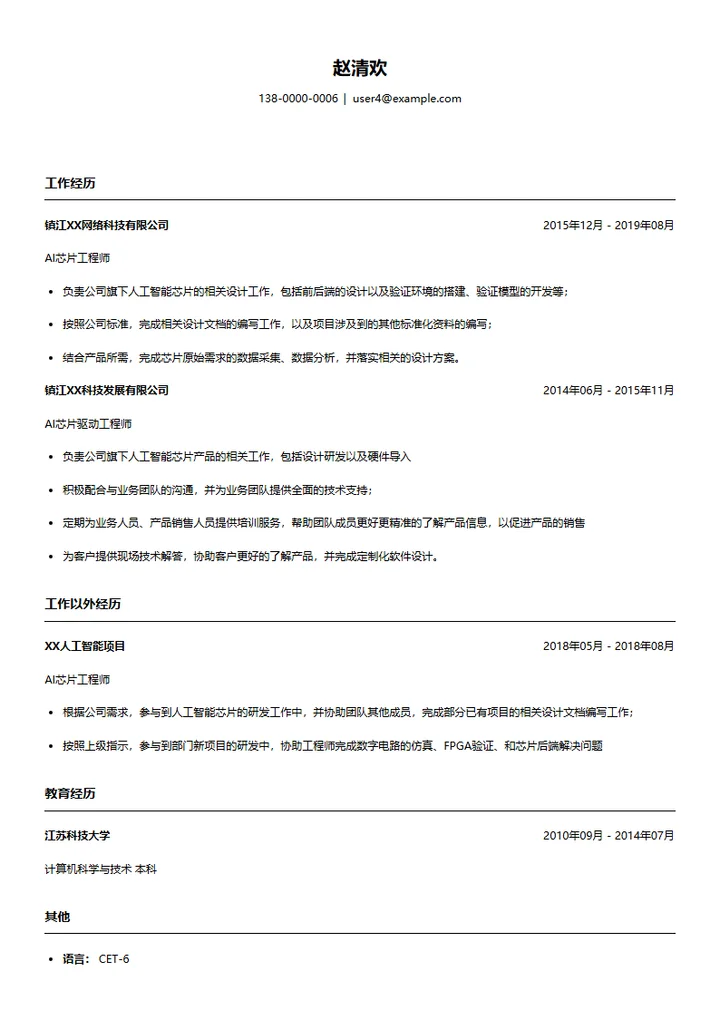 赵清欢
138-0000-0006 | user4@example.com
工作经历
镇江XX网络科技有限公司 2015年12月 - 2019年08月
AI芯片工程师
• 负责公司旗下人工智能芯片的相关设计工作，包括前后端的设计以及验证环境的搭建、验证模型的开发等；
• 按照公司标准，完成相关设计文档的编写工作，以及项目涉及到的其他标准化资料的编写；
• 结合产品所需，完成芯片原始需求的数据采集、数据分析，并落实相关的设计方案。
镇江XX科技发展有限公司 2014年06月 - 2015年11月
AI芯片驱动工程师
• 负责公司旗下人工智能芯片产品的相关工作，包括设计研发以及硬件导入
• 积极配合与业务团队的沟通，并为业务团队提供全面的技术支持；
• 定期为业务人员、产品销售人员提供培训服务，帮助团队成员更好更精准的了解产品信息，以促进产品的销售
• 为客户提供现场技术解答，协助客户更好的了解产品，并完成定制化软件设计。
工作以外经历
XX人工智能项目 2018年05月 - 2018年08月
AI芯片工程师
• 根据公司需求，参与到人工智能芯片的研发工作中，并协助团队其他成员，完成部分已有项目的相关设计文档编写工作；
• 按照上级指示，参与到部门新项目的研发中，协助工程师完成数字电路的仿真、FPGA验证、和芯片后端解决问题
教育经历
江苏科技大学 2010年09月 - 2014年07月
计算机科学与技术 本科
其他
• 语言： CET-6